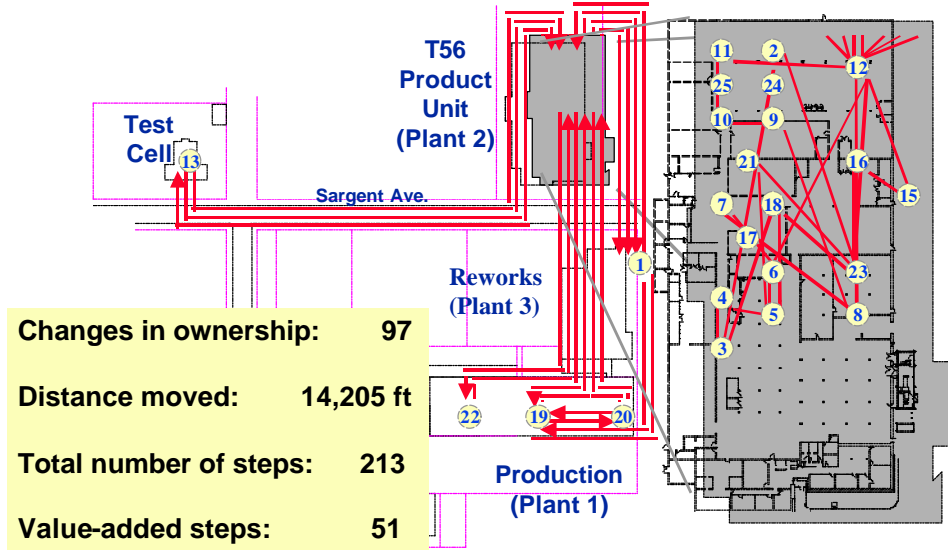 T56
Product
Unit
(Plant 2)
Test
Cell
13
Sargent Ave.
1
Reworks
(Plant 3)
22
19
20
Production
(Plant 1)
11
2
12
25
24
10
9
21
16
15
7
18
17
6
23
4
5
8
3
Changes in ownership: 97
Distance moved: 14,205 ft
Total number of steps: 213
Value-added steps: 51